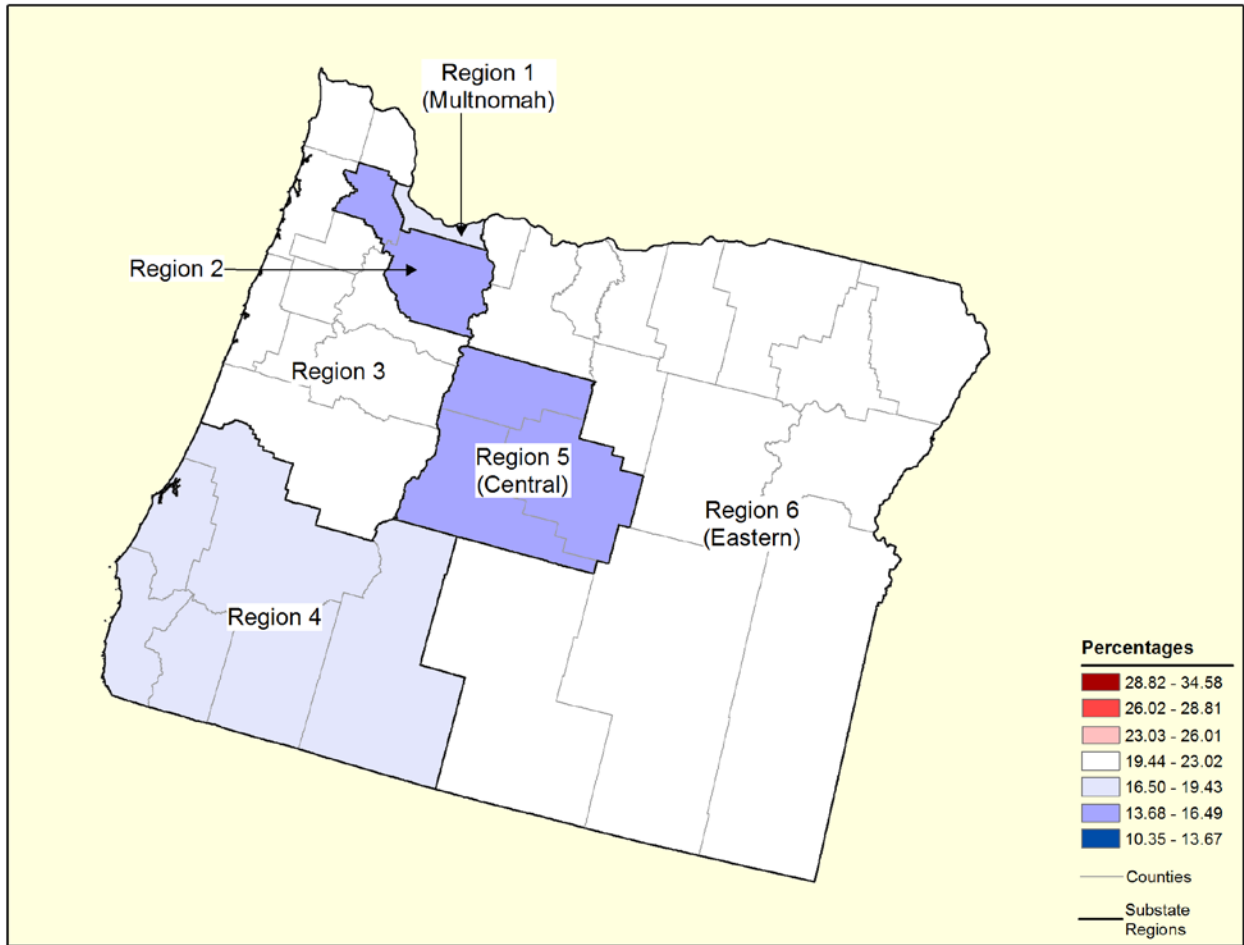 Region 1
(Multnomah)
Region 2
Region 3
Region 5
(Central)
Region 6
(Eastern)
Region 4
Percentages
28.82 - 34.58
26.02 - 28.81
23.03 - 26.01
19.44 - 23.02
16.50 - 19.43
13.68 - 16.49
10.35 - 13.67
Counties
Substate
Regions